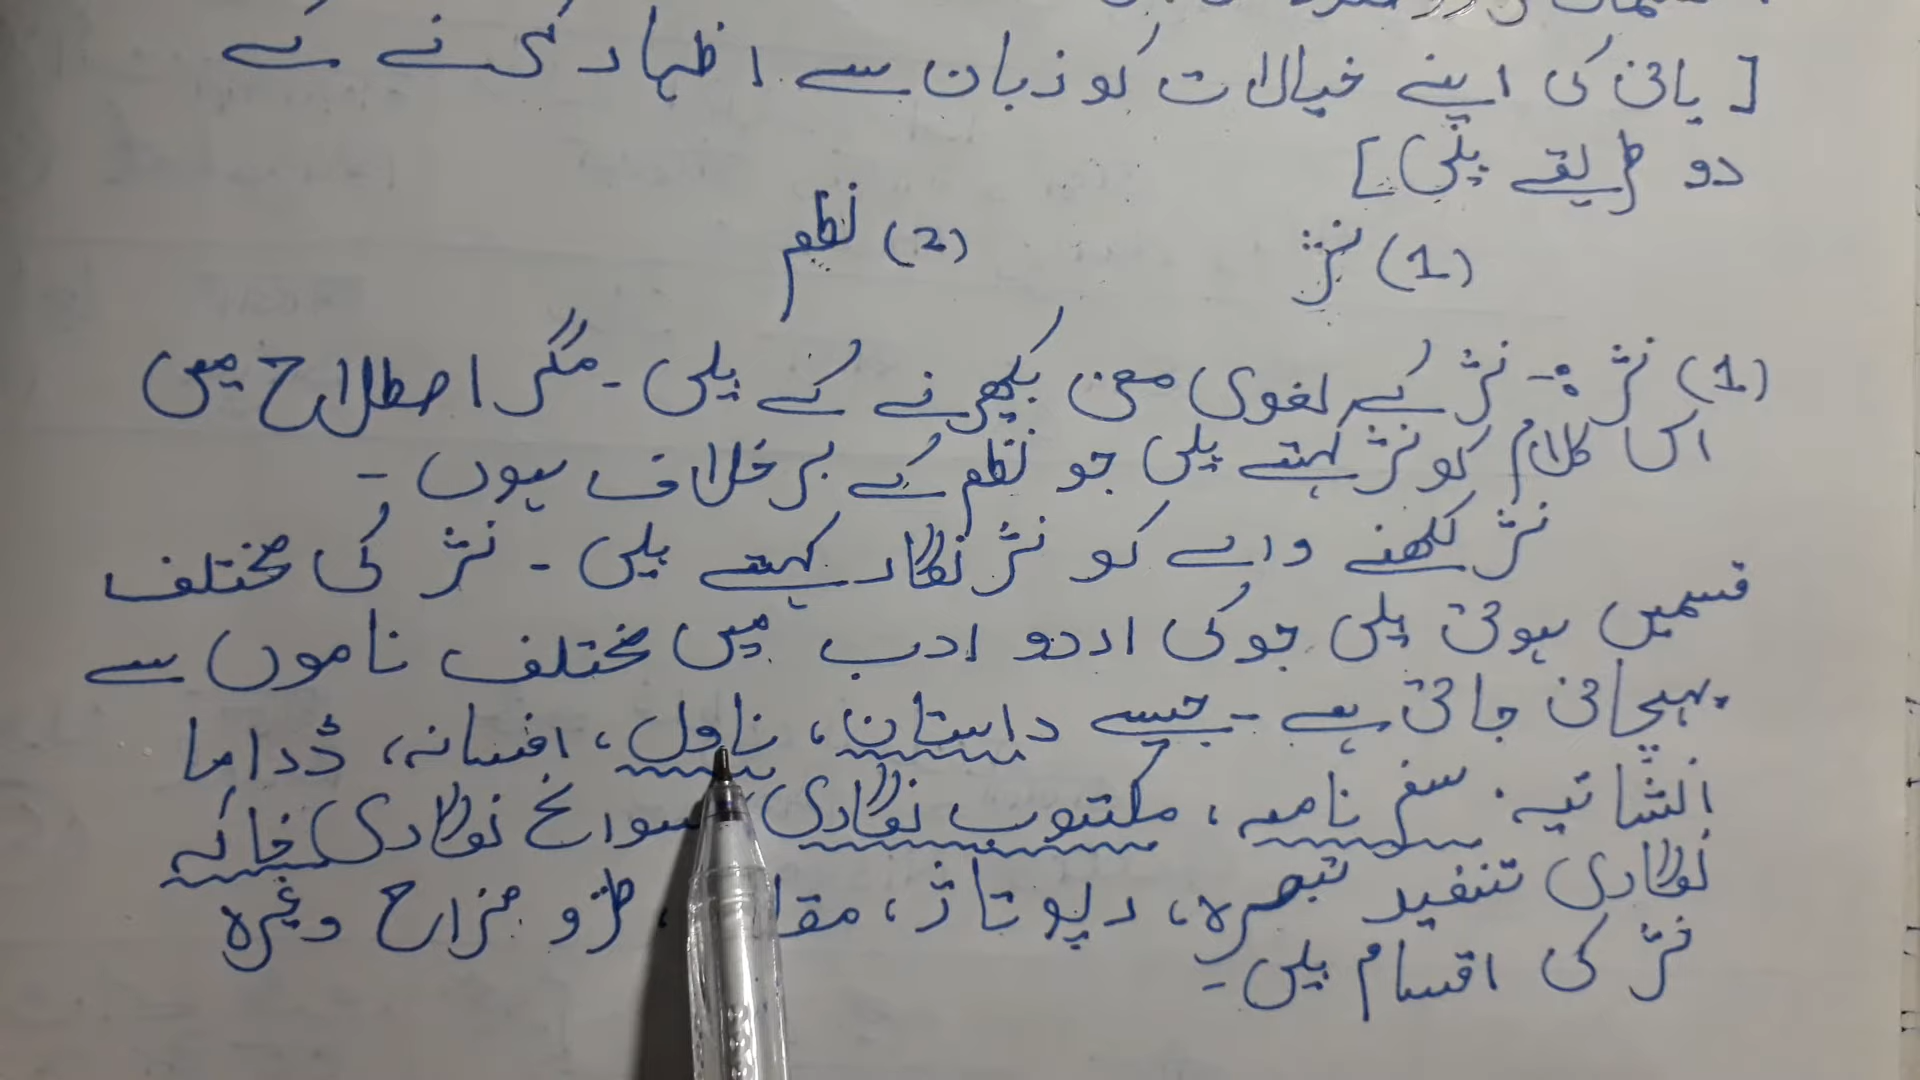 [یانی کی اپنے خیالات کو زبان سے اظہار کرنے کے
دو طریقے ہیں]
(1) نثر (2) نظم
(1) نثر :- نثر کے لغوی معنی بکھیرنے کے ہیں - مگر اصطلاح میں
اس کلام کو نثر کہتے ہیں جو نظم کے برخلاف ہوں -
نثر لکھنے والے کو نثر نگار کہتے ہیں - نثر کی مختلف
قسمیں ہوتی ہیں جو کی اردو ادب میں مختلف ناموں سے
پہچانی جاتی ہے - جیسے داستان، ناول، افسانہ، ڈراما
انشائیہ. سفر نامہ، مکتوب نگاری سوانح نگاری خاکہ
نگاری تنقید تبصرہ، رپوتاژ، طنز و مزاح وغیرہ
نثر کی اقسام ہیں -